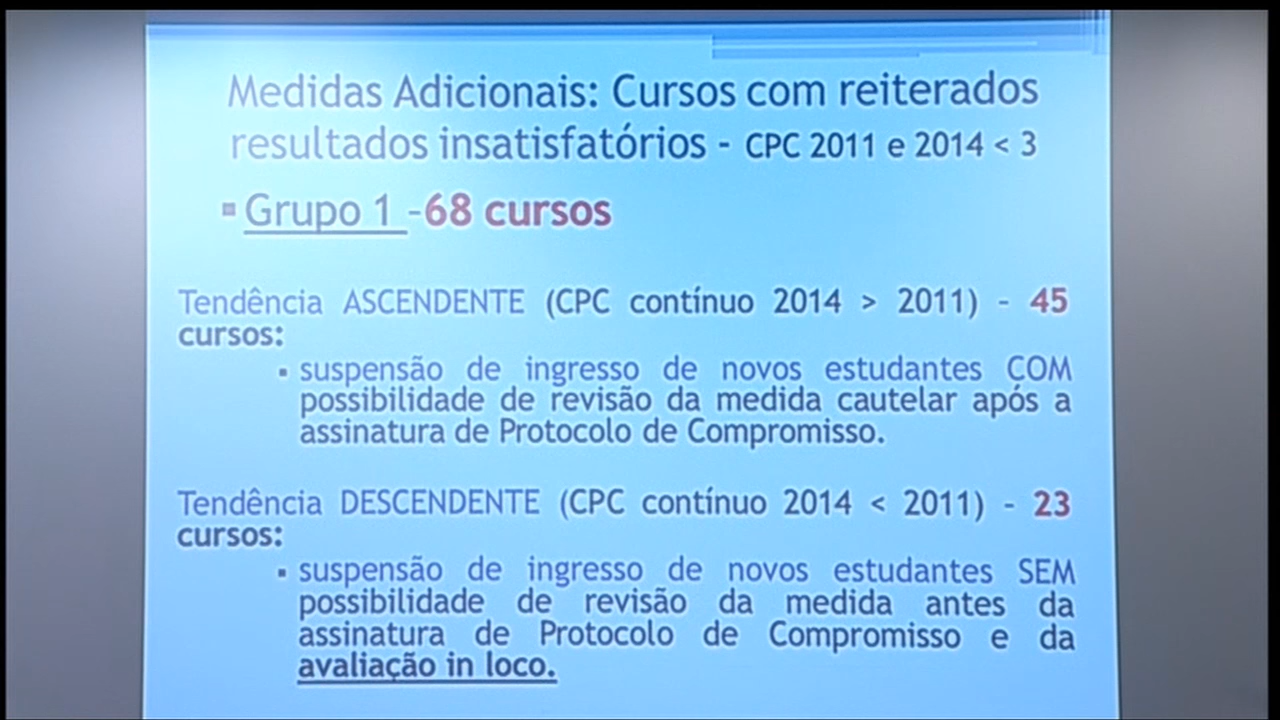 Medidas Adicionais: Cursos com reiterados
resultados insatisfatórios - CPC 2011 e 2014 < 3
▪ Grupo 1 -68 cursos
Tendência ASCENDENTE (CPC contínuo 2014 > 2011) - 45
cursos:
▪ suspensão de ingresso de novos estudantes COM
possibilidade de revisão da medida cautelar após a
assinatura de Protocolo de Compromisso.
Tendência DESCENDENTE (CPC contínuo 2014 < 2011) - 23
cursos:
▪ suspensão de ingresso de novos estudantes SEM
possibilidade de revisão da medida antes da
assinatura de Protocolo de Compromisso e da
avaliação in loco.